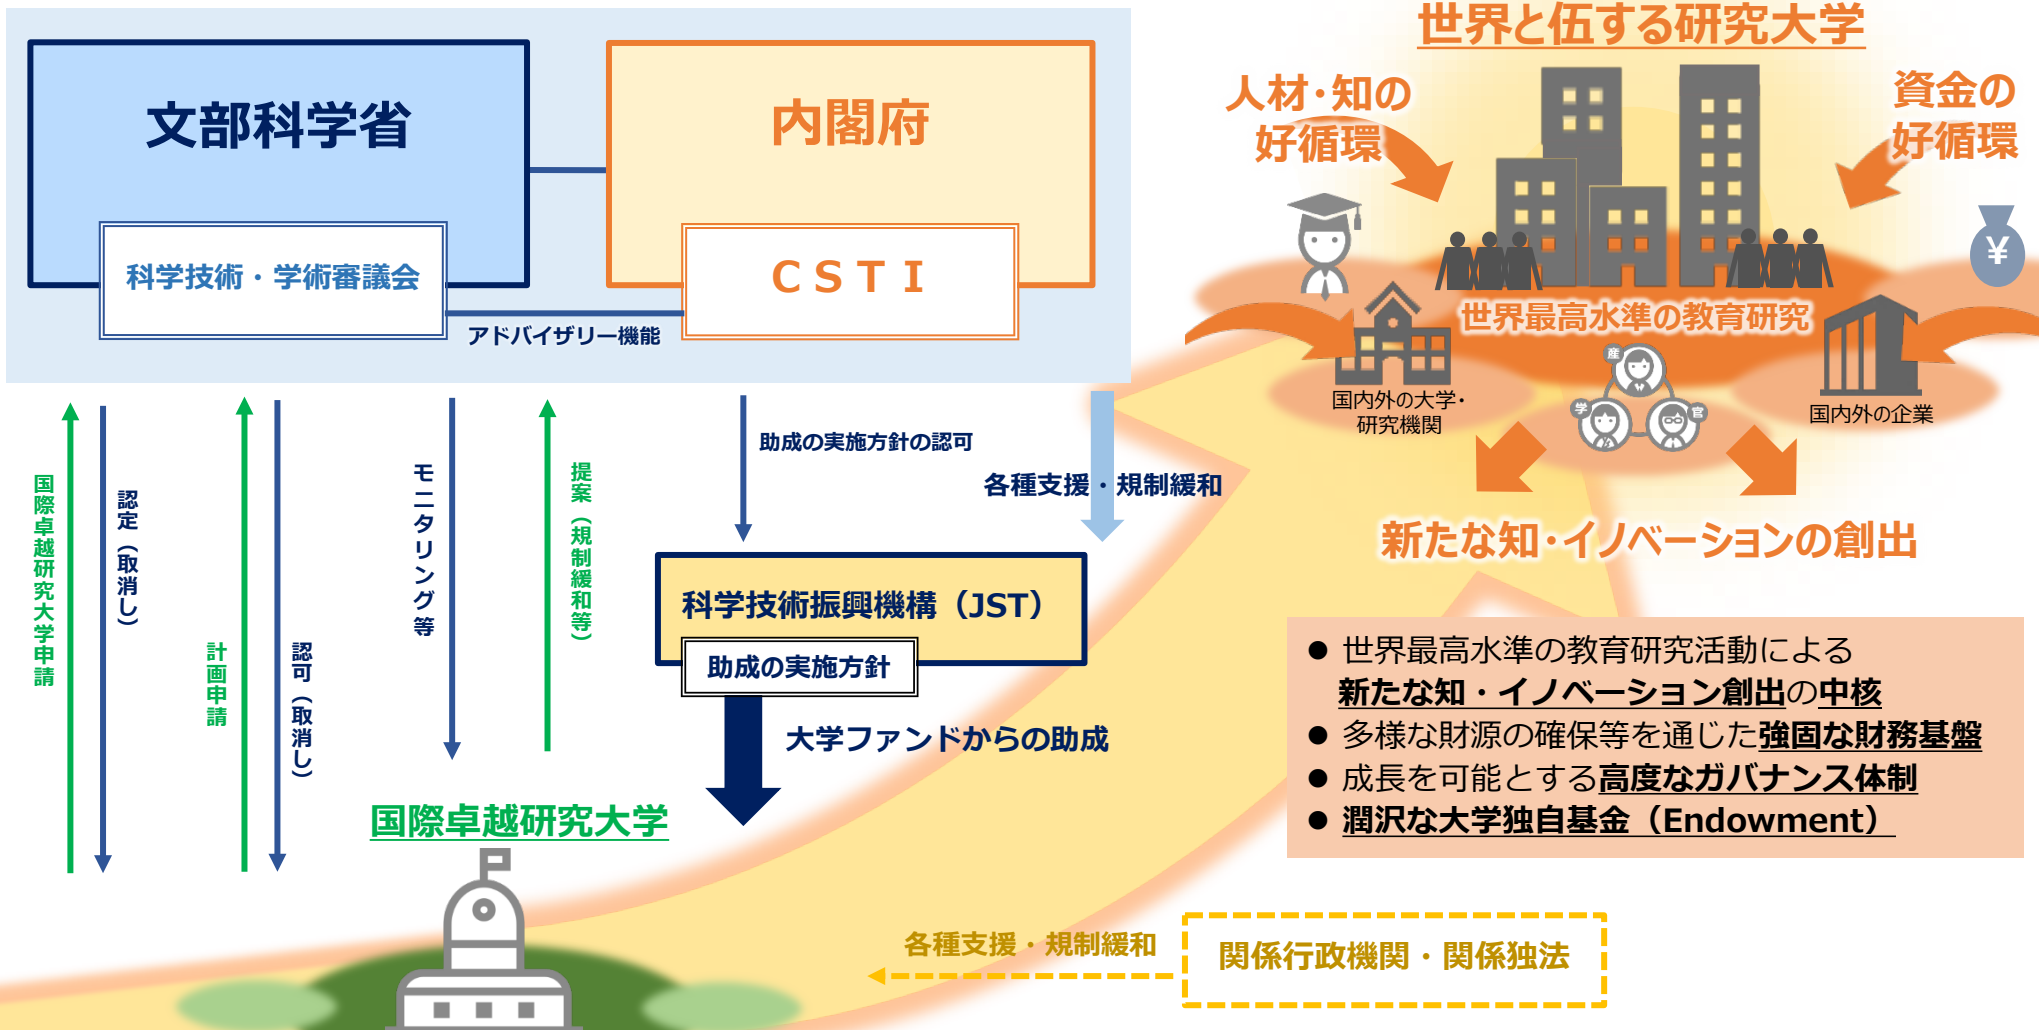 文部科学省
科学技術・学術審議会
内閣府
ＣＳＴＩ
アドバイザリー機能
国際卓越研究大学申請
認定（取消し）
計画申請
認可（取消し）
モニタリング等
提案（規制緩和等）
助成の実施方針の認可
各種支援・規制緩和
科学技術振興機構（JST）
助成の実施方針
大学ファンドからの助成
国際卓越研究大学
各種支援・規制緩和
関係行政機関・関係独法
世界と伍する研究大学
人材・知の
好循環
資金の
好循環
¥
世界最高水準の教育研究
産
学
官
国内外の大学・
研究機関
国内外の企業
新たな知・イノベーションの創出
● 世界最高水準の教育研究活動による
新たな知・イノベーション創出の中核
● 多様な財源の確保等を通じた強固な財務基盤
● 成長を可能とする高度なガバナンス体制
● 潤沢な大学独自基金（Endowment）